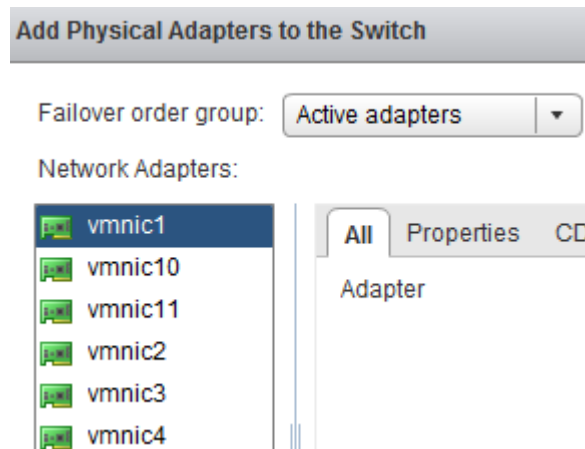 Add Physical Adapters to the Switch
Failover order group: Active adapters
Network Adapters:
vmnic1
vmnic10
vmnic11
vmnic2
vmnic3
vmnic4
All Properties CD
Adapter